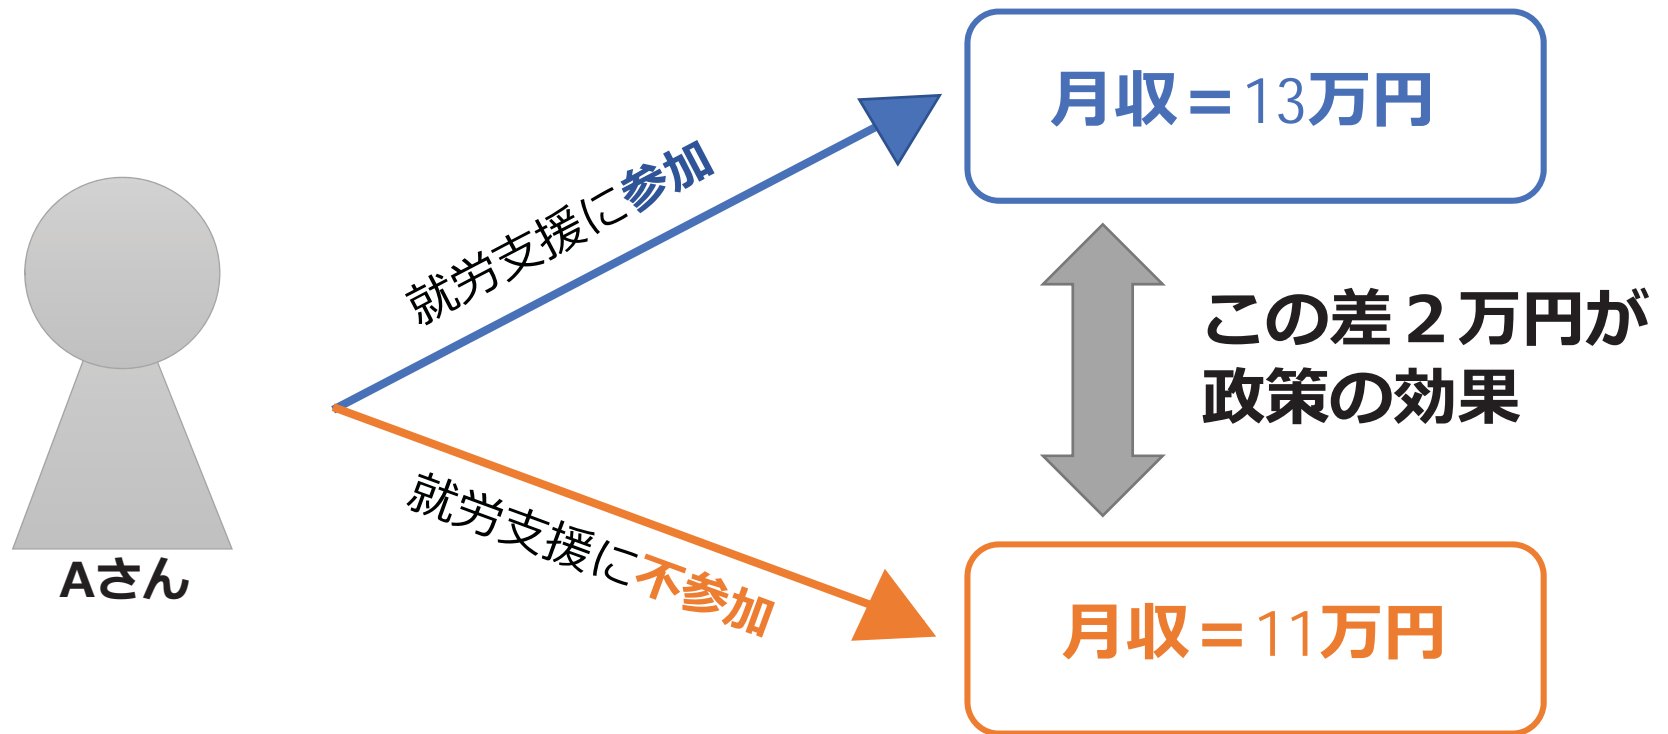 月収＝13万円
就労支援に参加
この差２万円が
政策の効果
Aさん
就労支援に不参加
月収＝11万円